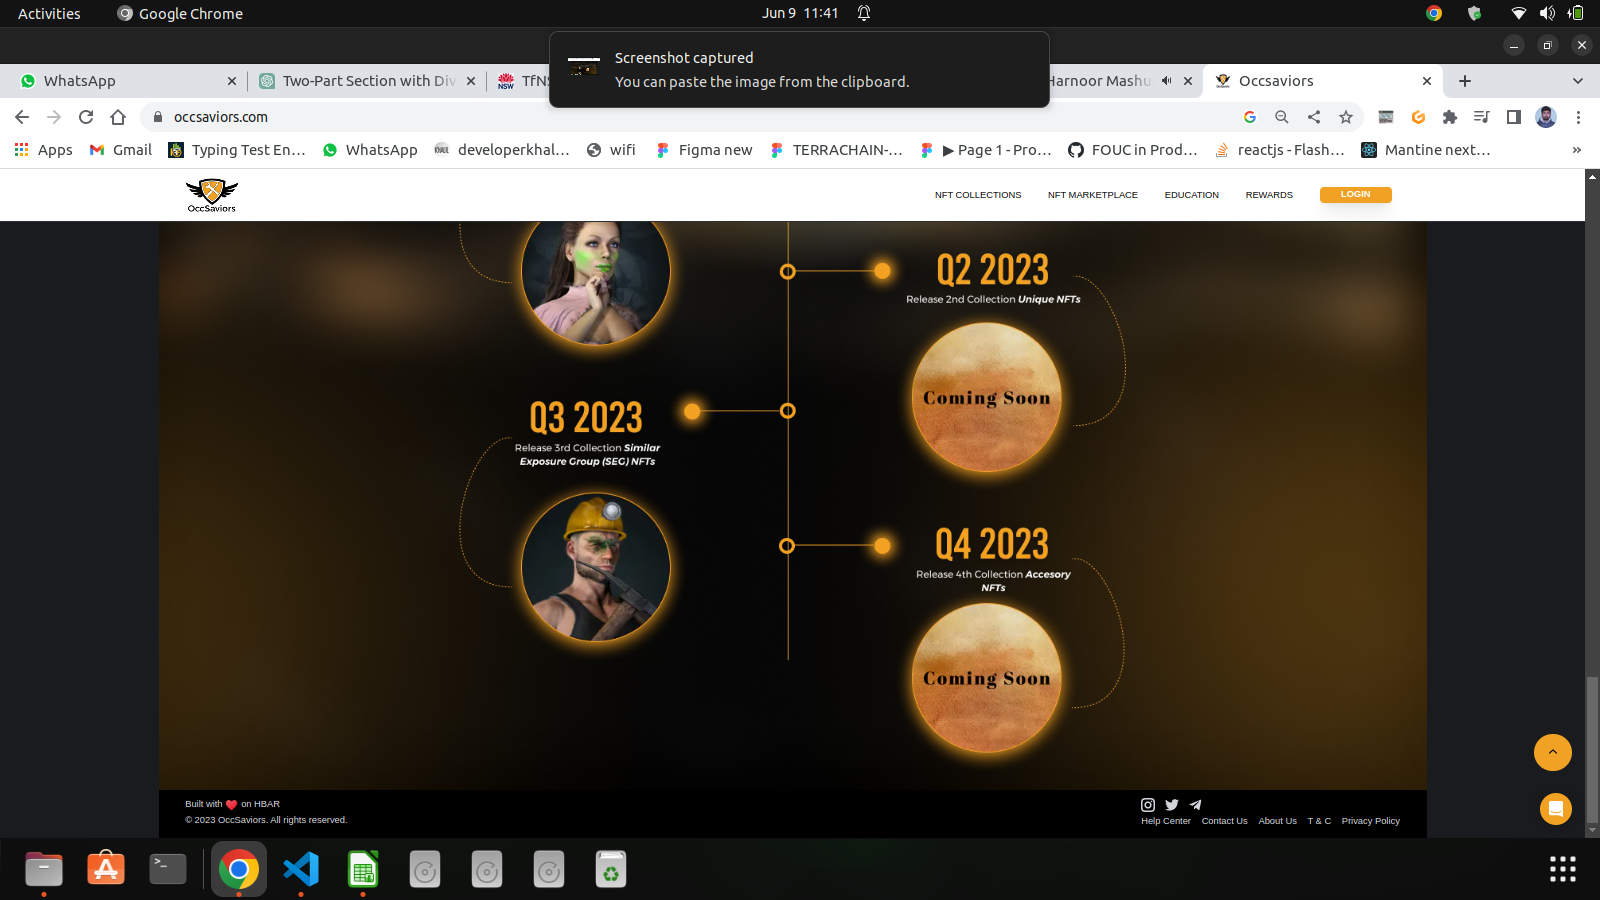 Activities
Google Chrome
Jun 9 11:41
Screenshot captured
You can paste the image from the clipboard.
WhatsApp
Two-Part Section with Div
TfNS
Harnoor Mashu
Occsaviors
occsaviors.com
Apps
Gmail
Typing Test En...
WhatsApp
developerkhal...
wifi
Figma new
TERRACHAIN-...
▶ Page 1 - Pro...
FOUC in Prod...
reactjs - Flash...
Mantine next...
»
OccSaviors
NFT COLLECTIONS
NFT MARKETPLACE
EDUCATION
REWARDS
LOGIN
Q2 2023
Release 2nd Collection Unique NFTs
Coming Soon
Q3 2023
Release 3rd Collection Similar
Exposure Group (SEG) NFTs
Q4 2023
Release 4th Collection Accesory
NFTs
Coming Soon
Built with ❤ on HBAR
© 2023 OccSaviors. All rights reserved.
Help Center
Contact Us
About Us
T & C
Privacy Policy